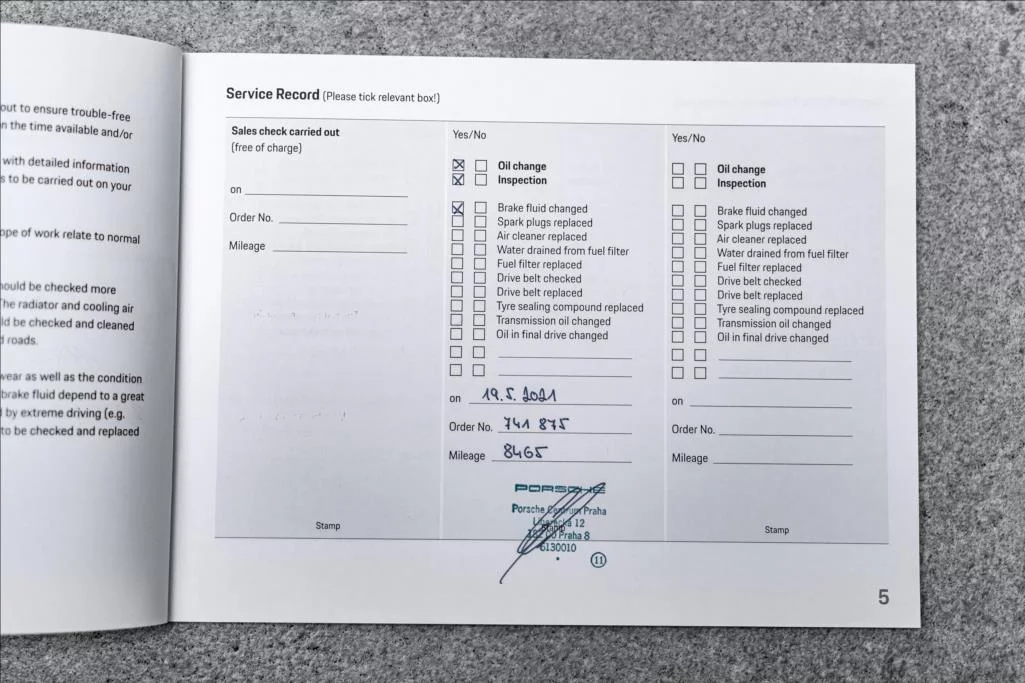 out to ensure trouble-free
n the time available and/or
with detailed information
s to be carried out on your
ope of work relate to normal
hould be checked more
The radiator and cooling air
ld be checked and cleaned
d roads.
wear as well as the condition
brake fluid depend to a great
d by extreme driving (e.g.
to be checked and replaced
Service Record (Please tick relevant box!)
Sales check carried out
(free of charge)
on
Order No.
Mileage
Stamp
Yes/No
Oil change
Inspection
Brake fluid changed
Spark plugs replaced
Air cleaner replaced
Water drained from fuel filter
Fuel filter replaced
Drive belt checked
Drive belt replaced
Tyre sealing compound replaced
Transmission oil changed
Oil in final drive changed
on 19.5.2021
Order No. 741 875
Mileage 8465
PORSCHE
Porsche Centrum Praha
12
Stamp
Praha 8
6130010
11
Yes/No
Oil change
Inspection
Brake fluid changed
Spark plugs replaced
Air cleaner replaced
Water drained from fuel filter
Fuel filter replaced
Drive belt checked
Drive belt replaced
Tyre sealing compound replaced
Transmission oil changed
Oil in final drive changed
on
Order No.
Mileage
Stamp
5